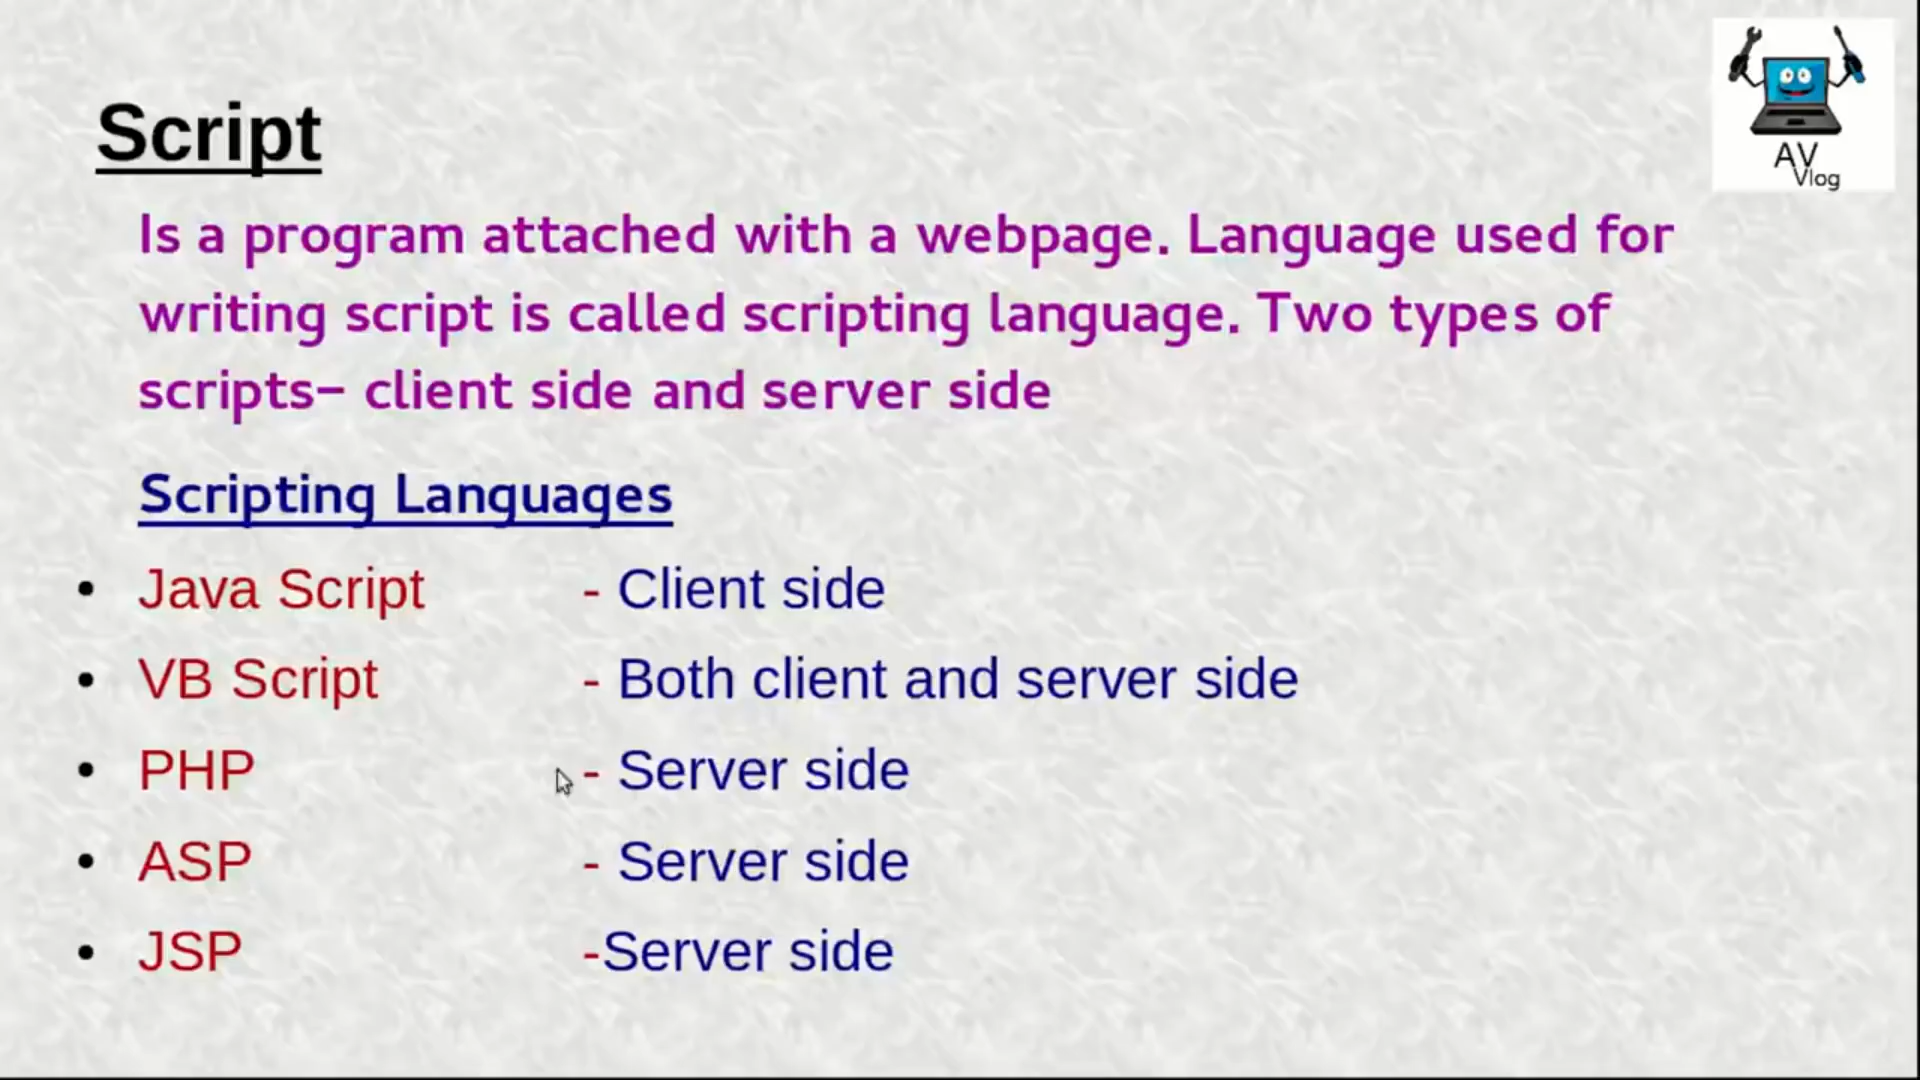 AV
Vlog
Script
Is a program attached with a webpage. Language used for
writing script is called scripting language. Two types of
scripts– client side and server side
Scripting Languages
• Java Script - Client side
• VB Script - Both client and server side
• PHP - Server side
• ASP - Server side
• JSP -Server side